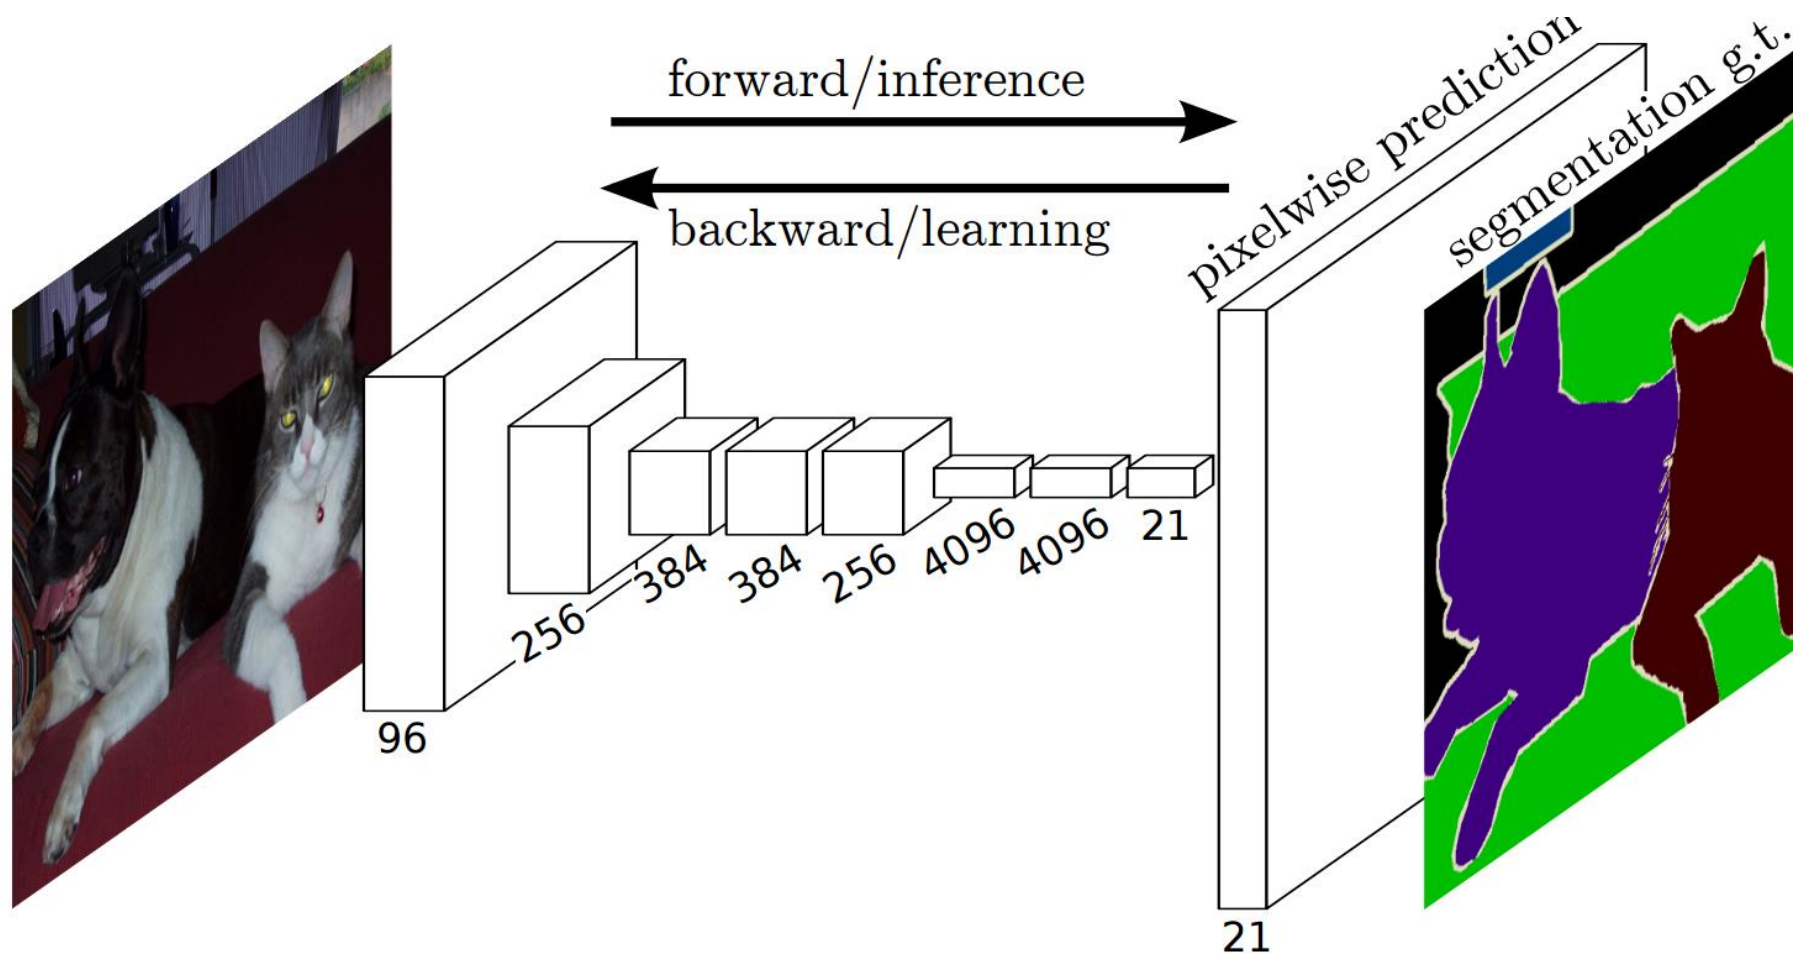 forward/inference
backward/learning
pixelwise prediction
segmentation g.t.
96
256
384
384
256
4096
4096
21
21